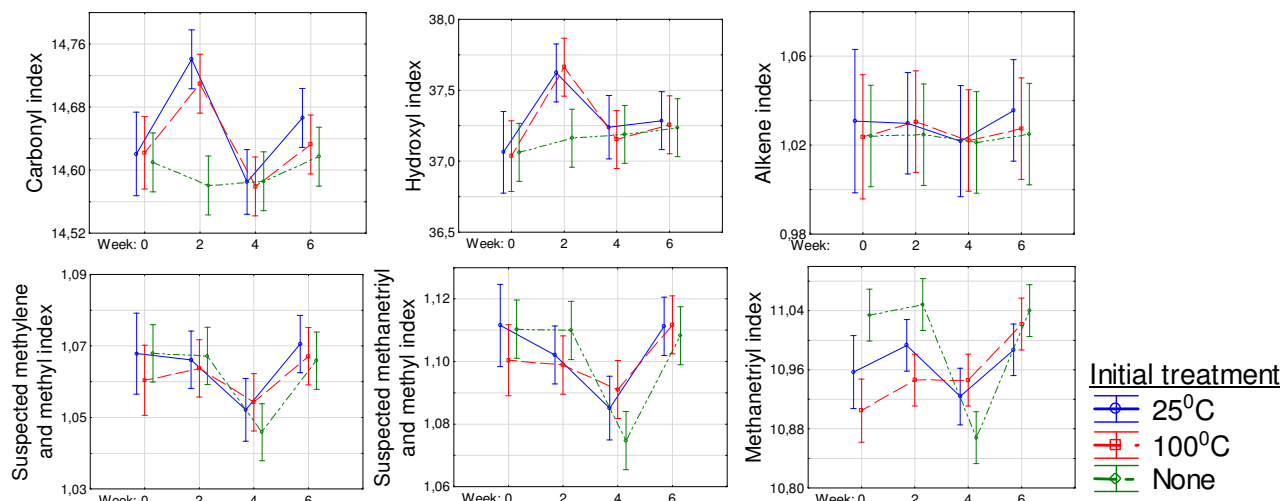 Carbonyl index
14,76
14,68
14,60
14,52
Week: 0 2 4 6
Hydroxyl index
38,0
37,5
37,0
36,5
Week: 0 2 4 6
Alkene index
1,06
1,02
0,98
Week: 0 2 4 6
Suspected methylene
and methyl index
1,09
1,07
1,05
1,03
Week: 0 2 4 6
Suspected methanetriyl
and methyl index
1,12
1,10
1,08
1,06
Week: 0 2 4 6
Methanetriyl index
11,04
10,96
10,88
10,80
Week: 0 2 4 6
Initial treatment
25⁰C
100⁰C
None